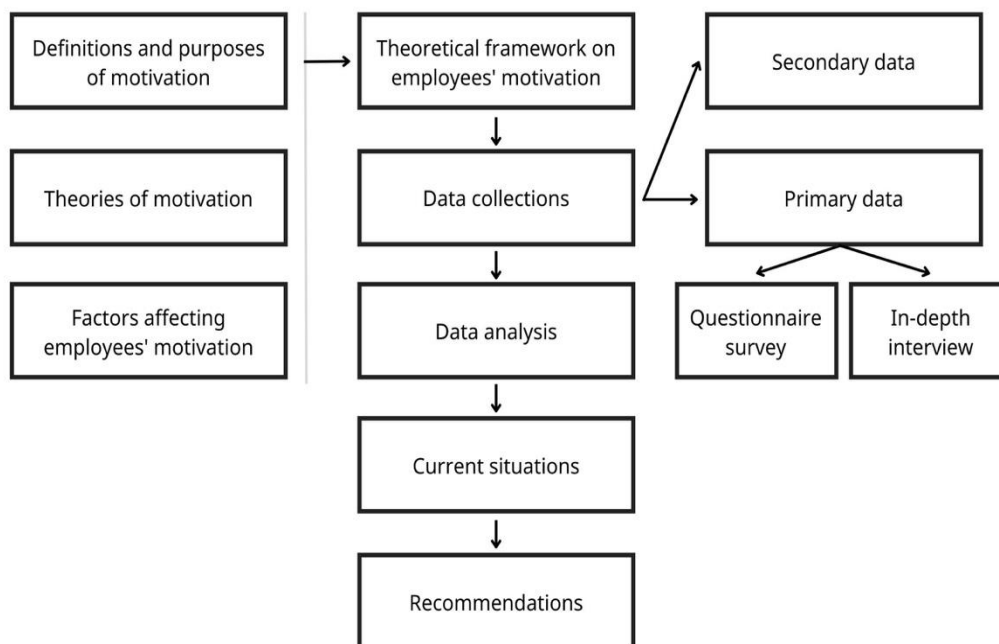 Definitions and purposes
of motivation
Theories of motivation
Factors affecting
employees' motivation
Theoretical framework on
employees' motivation
Data collections
Data analysis
Current situations
Recommendations
Secondary data
Primary data
Questionnaire
survey
In-depth
interview